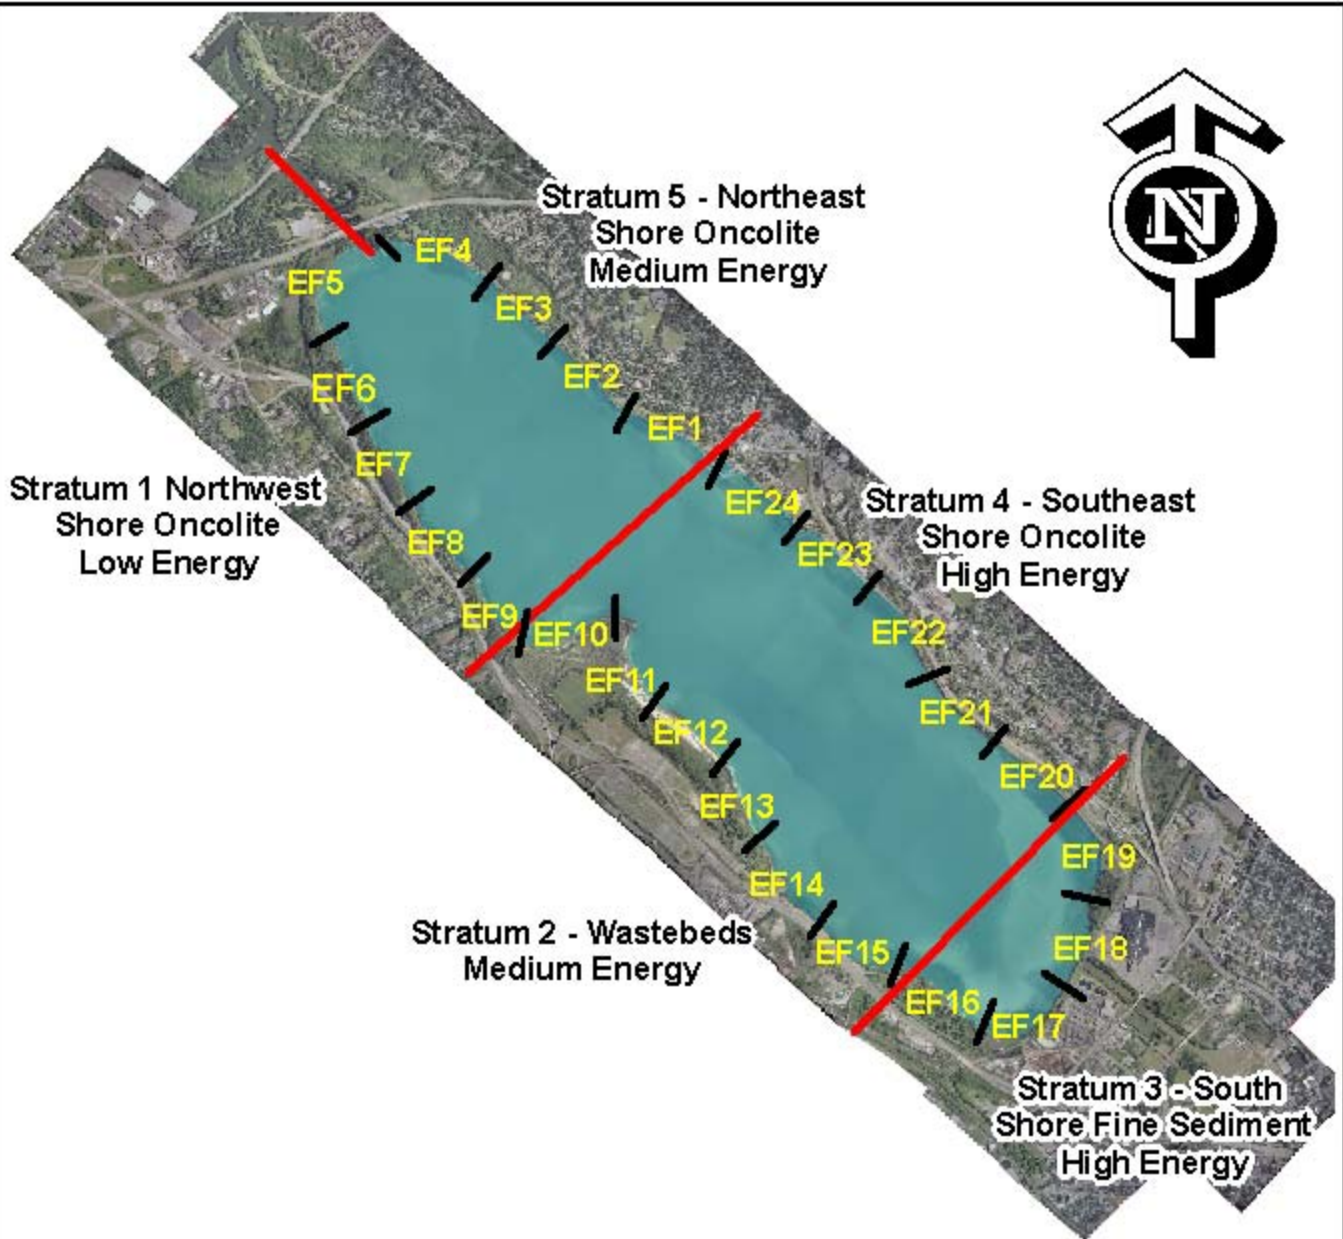 N
Stratum 5 - Northeast
Shore Oncolite
Medium Energy
EF4
EF5
EF3
EF2
EF6
EF1
EF7
Stratum 1 Northwest
Shore Oncolite
Low Energy
EF24
Stratum 4 - Southeast
Shore Oncolite
High Energy
EF8
EF23
EF9
EF10
EF22
EF11
EF21
EF12
EF20
EF13
EF19
EF14
Stratum 2 - Wastebeds
Medium Energy
EF15
EF18
EF16
EF17
Stratum 3 - South
Shore Fine Sediment
High Energy